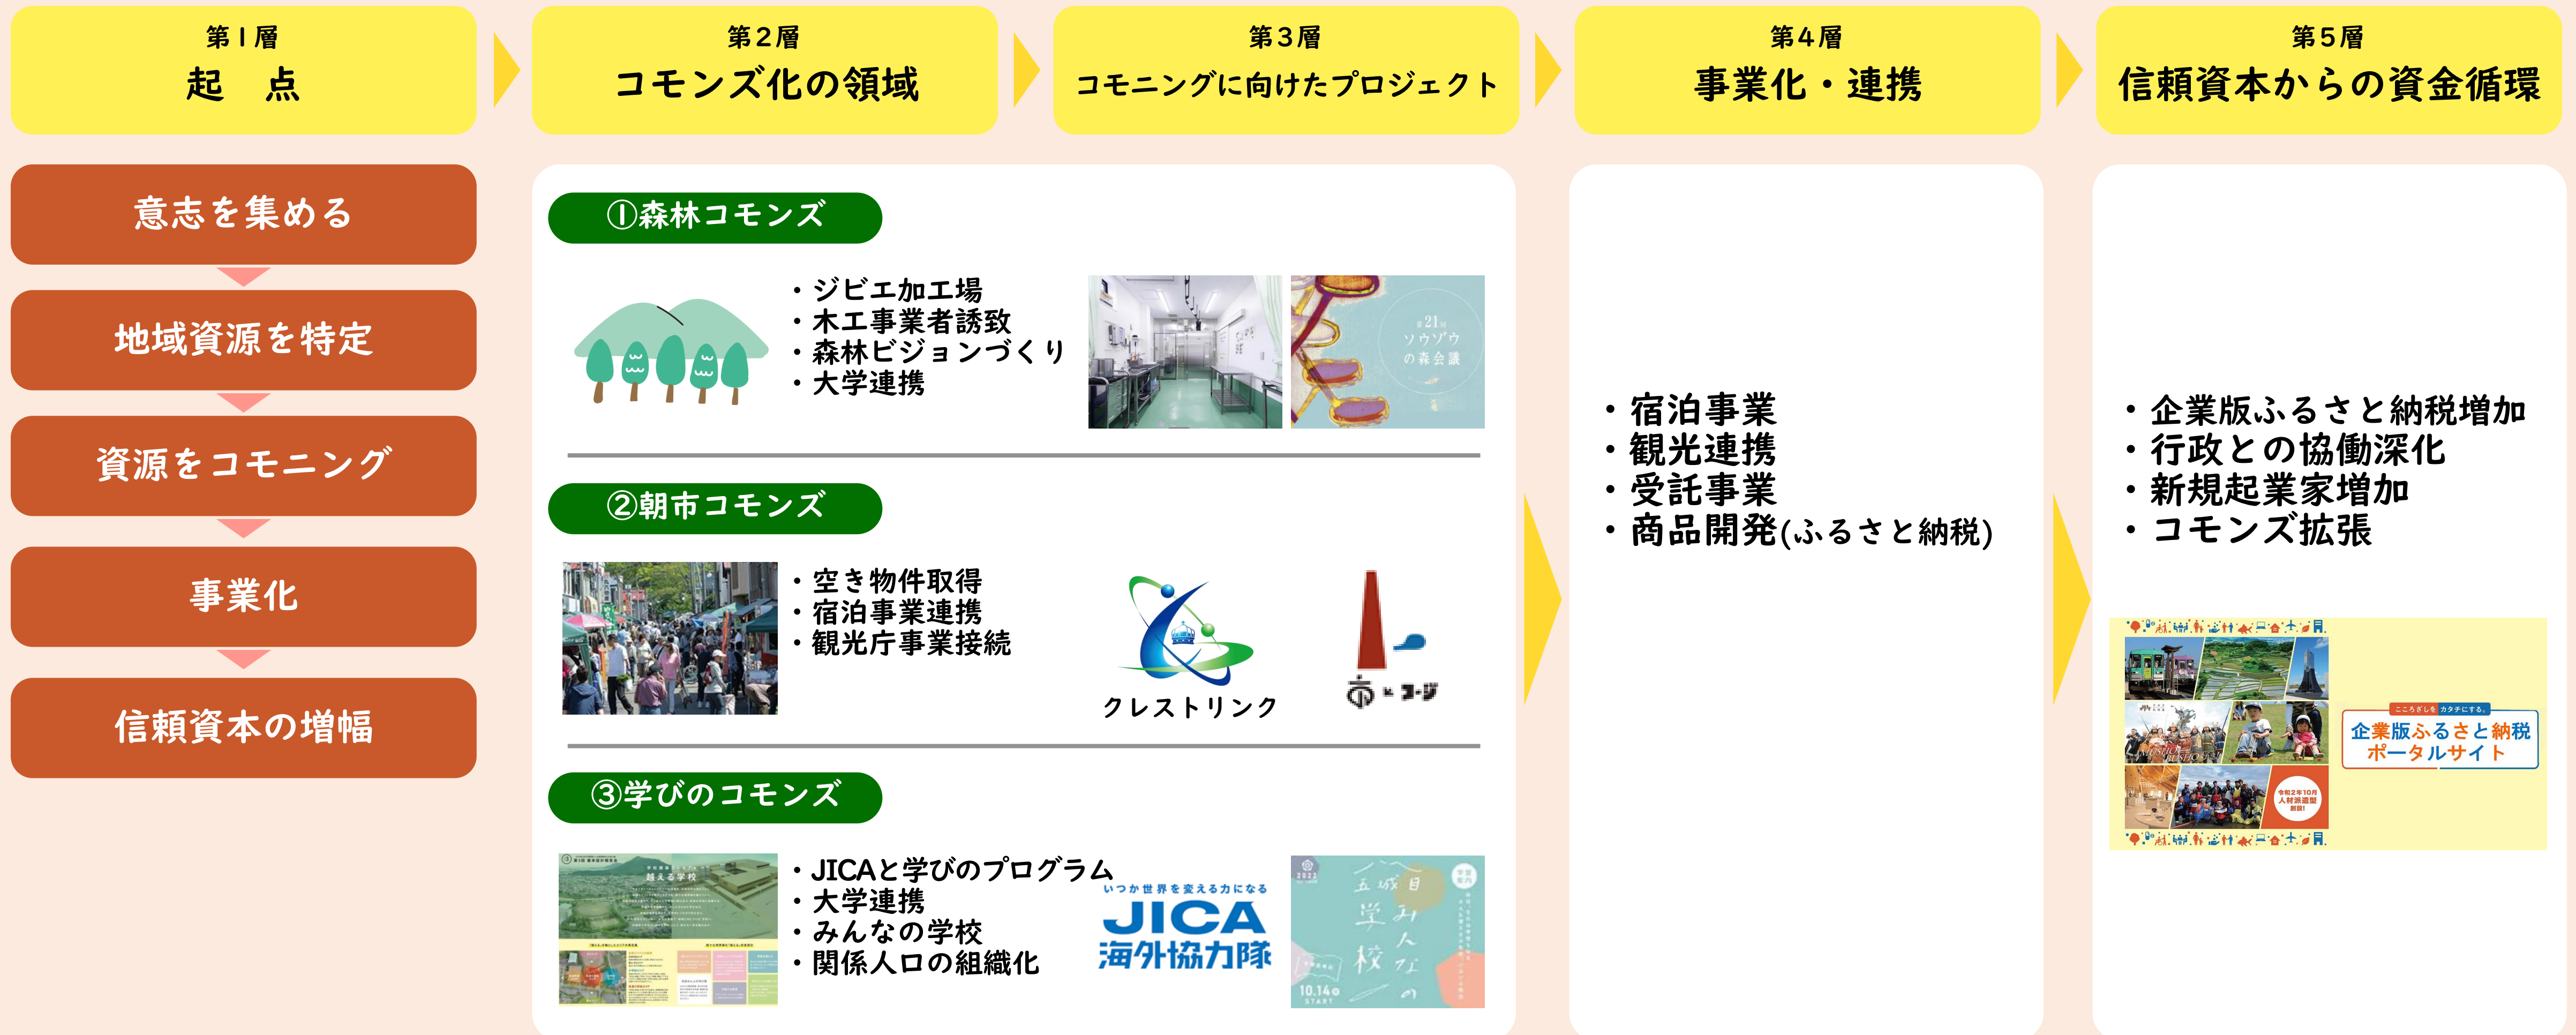 第1層
起　点
第2層
コモンズ化の領域
第3層
コモニングに向けたプロジェクト
第4層
事業化・連携
第5層
信頼資本からの資金循環
意志を集める
地域資源を特定
資源をコモニング
事業化
信頼資本の増幅
①森林コモンズ
・ジビエ加工場
・木工事業者誘致
・森林ビジョンづくり
・大学連携
第21回
ソウゾウ
の森会議
②朝市コモンズ
・空き物件取得
・宿泊事業連携
・観光庁事業接続
クレストリンク
③学びのコモンズ
越える学校
・JICAと学びのプログラム
・大学連携
・みんなの学校
・関係人口の組織化
いつか世界を変える力になる
JICA
海外協力隊
2023
五城目
みんなの
学校
10.14
START
・宿泊事業
・観光連携
・受託事業
・商品開発(ふるさと納税)
・企業版ふるさと納税増加
・行政との協働深化
・新規起業家増加
・コモンズ拡張
こころざしをカタチにする。
企業版ふるさと納税
ポータルサイト
令和2年10月
人材派遣型
創設!